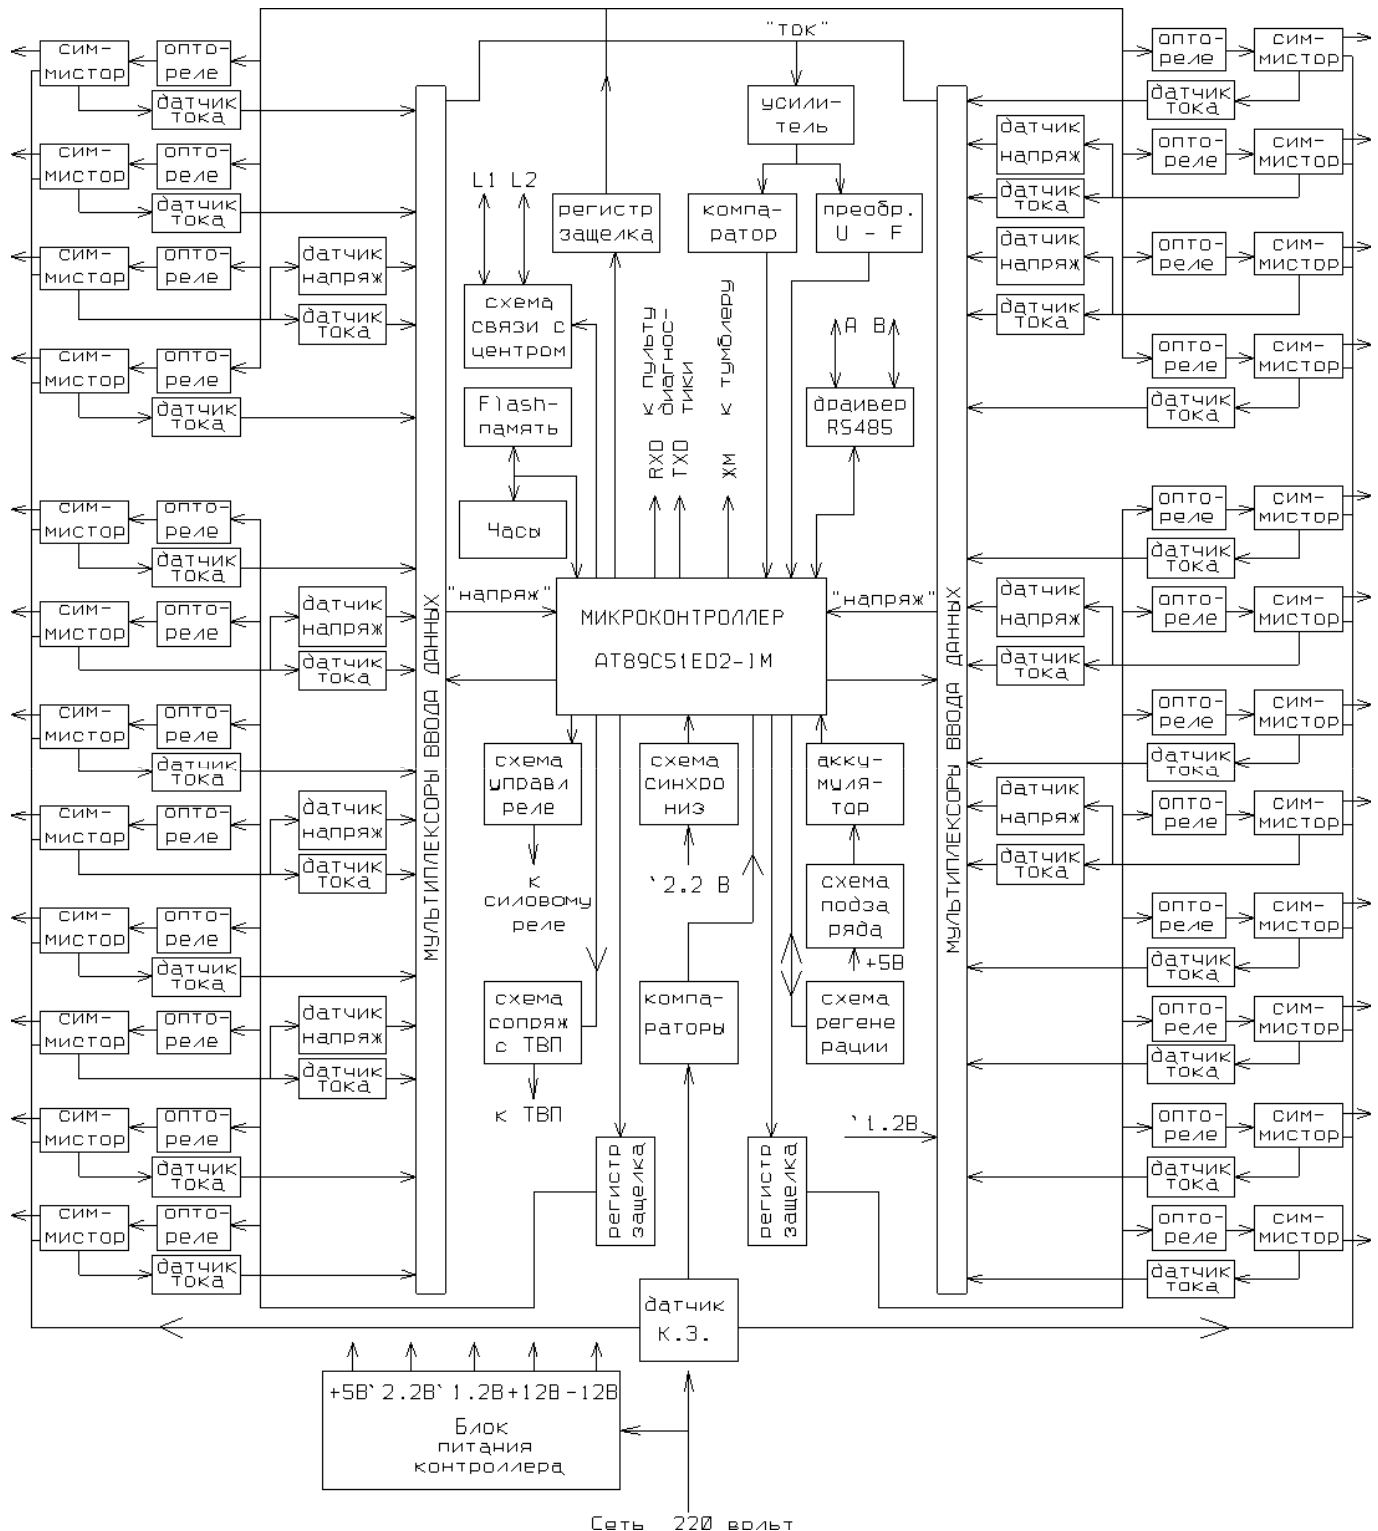 СИМ-
МИСТОР
ОПТО-
реле
датчик
тока
СИМ-
МИСТОР
ОПТО-
реле
датчик
тока
СИМ-
МИСТОР
ОПТО-
реле
датчик
напряж
датчик
тока
СИМ-
МИСТОР
ОПТО-
реле
датчик
тока
СИМ-
МИСТОР
ОПТО-
реле
датчик
тока
СИМ-
МИСТОР
ОПТО-
реле
датчик
напряж
датчик
тока
СИМ-
МИСТОР
ОПТО-
реле
датчик
тока
СИМ-
МИСТОР
ОПТО-
реле
датчик
напряж
датчик
тока
СИМ-
МИСТОР
ОПТО-
реле
датчик
тока
СИМ-
МИСТОР
ОПТО-
реле
датчик
напряж
датчик
тока
СИМ-
МИСТОР
ОПТО-
реле
датчик
тока
СИМ-
МИСТОР
ОПТО-
реле
датчик
тока
МУЛЬТИПЛЕКСОРЫ ВВОДА ДАННЫХ
"ток"
усили-
тель
L1 L2
регистр
защелка
компа-
ратор
преобр.
U - F
схема
связи с
центром
к пульту
диагнос-
тики
к тумблеру
А В
Flash-
память
драйвер
RS485
RXD
TXD
ЖМ
Часы
"напряж"
МИКРОКОНТРОЛЛЕР
AT89C51ED2-IM
"напряж"
схема
управл
реле
схема
синхро
низ
акку-
муля-
тор
к
силовому
реле
`2.2 В
схема
подза
ряда
+5В
схема
сопряж
с ТВП
компа-
раторы
схема
регене
рации
к ТВП
`1.2В
регистр
защелка
регистр
защелка
датчик
К.З.
+5В` 2.2В` 1.2В +12В -12В
Блок
питания
контроллера
Сеть 220 врльт
МУЛЬТИПЛЕКСОРЫ ВВОДА ДАННЫХ
ОПТО-
реле
СИМ-
МИСТОР
датчик
тока
датчик
напряж
ОПТО-
реле
СИМ-
МИСТОР
датчик
тока
датчик
напряж
ОПТО-
реле
СИМ-
МИСТОР
датчик
тока
ОПТО-
реле
СИМ-
МИСТОР
датчик
тока
ОПТО-
реле
СИМ-
МИСТОР
датчик
тока
датчик
напряж
ОПТО-
реле
СИМ-
МИСТОР
датчик
тока
ОПТО-
реле
СИМ-
МИСТОР
датчик
тока
датчик
напряж
ОПТО-
реле
СИМ-
МИСТОР
датчик
тока
ОПТО-
реле
СИМ-
МИСТОР
датчик
тока
ОПТО-
реле
СИМ-
МИСТОР
датчик
тока
ОПТО-
реле
СИМ-
МИСТОР
датчик
тока
ОПТО-
реле
СИМ-
МИСТОР
датчик
тока